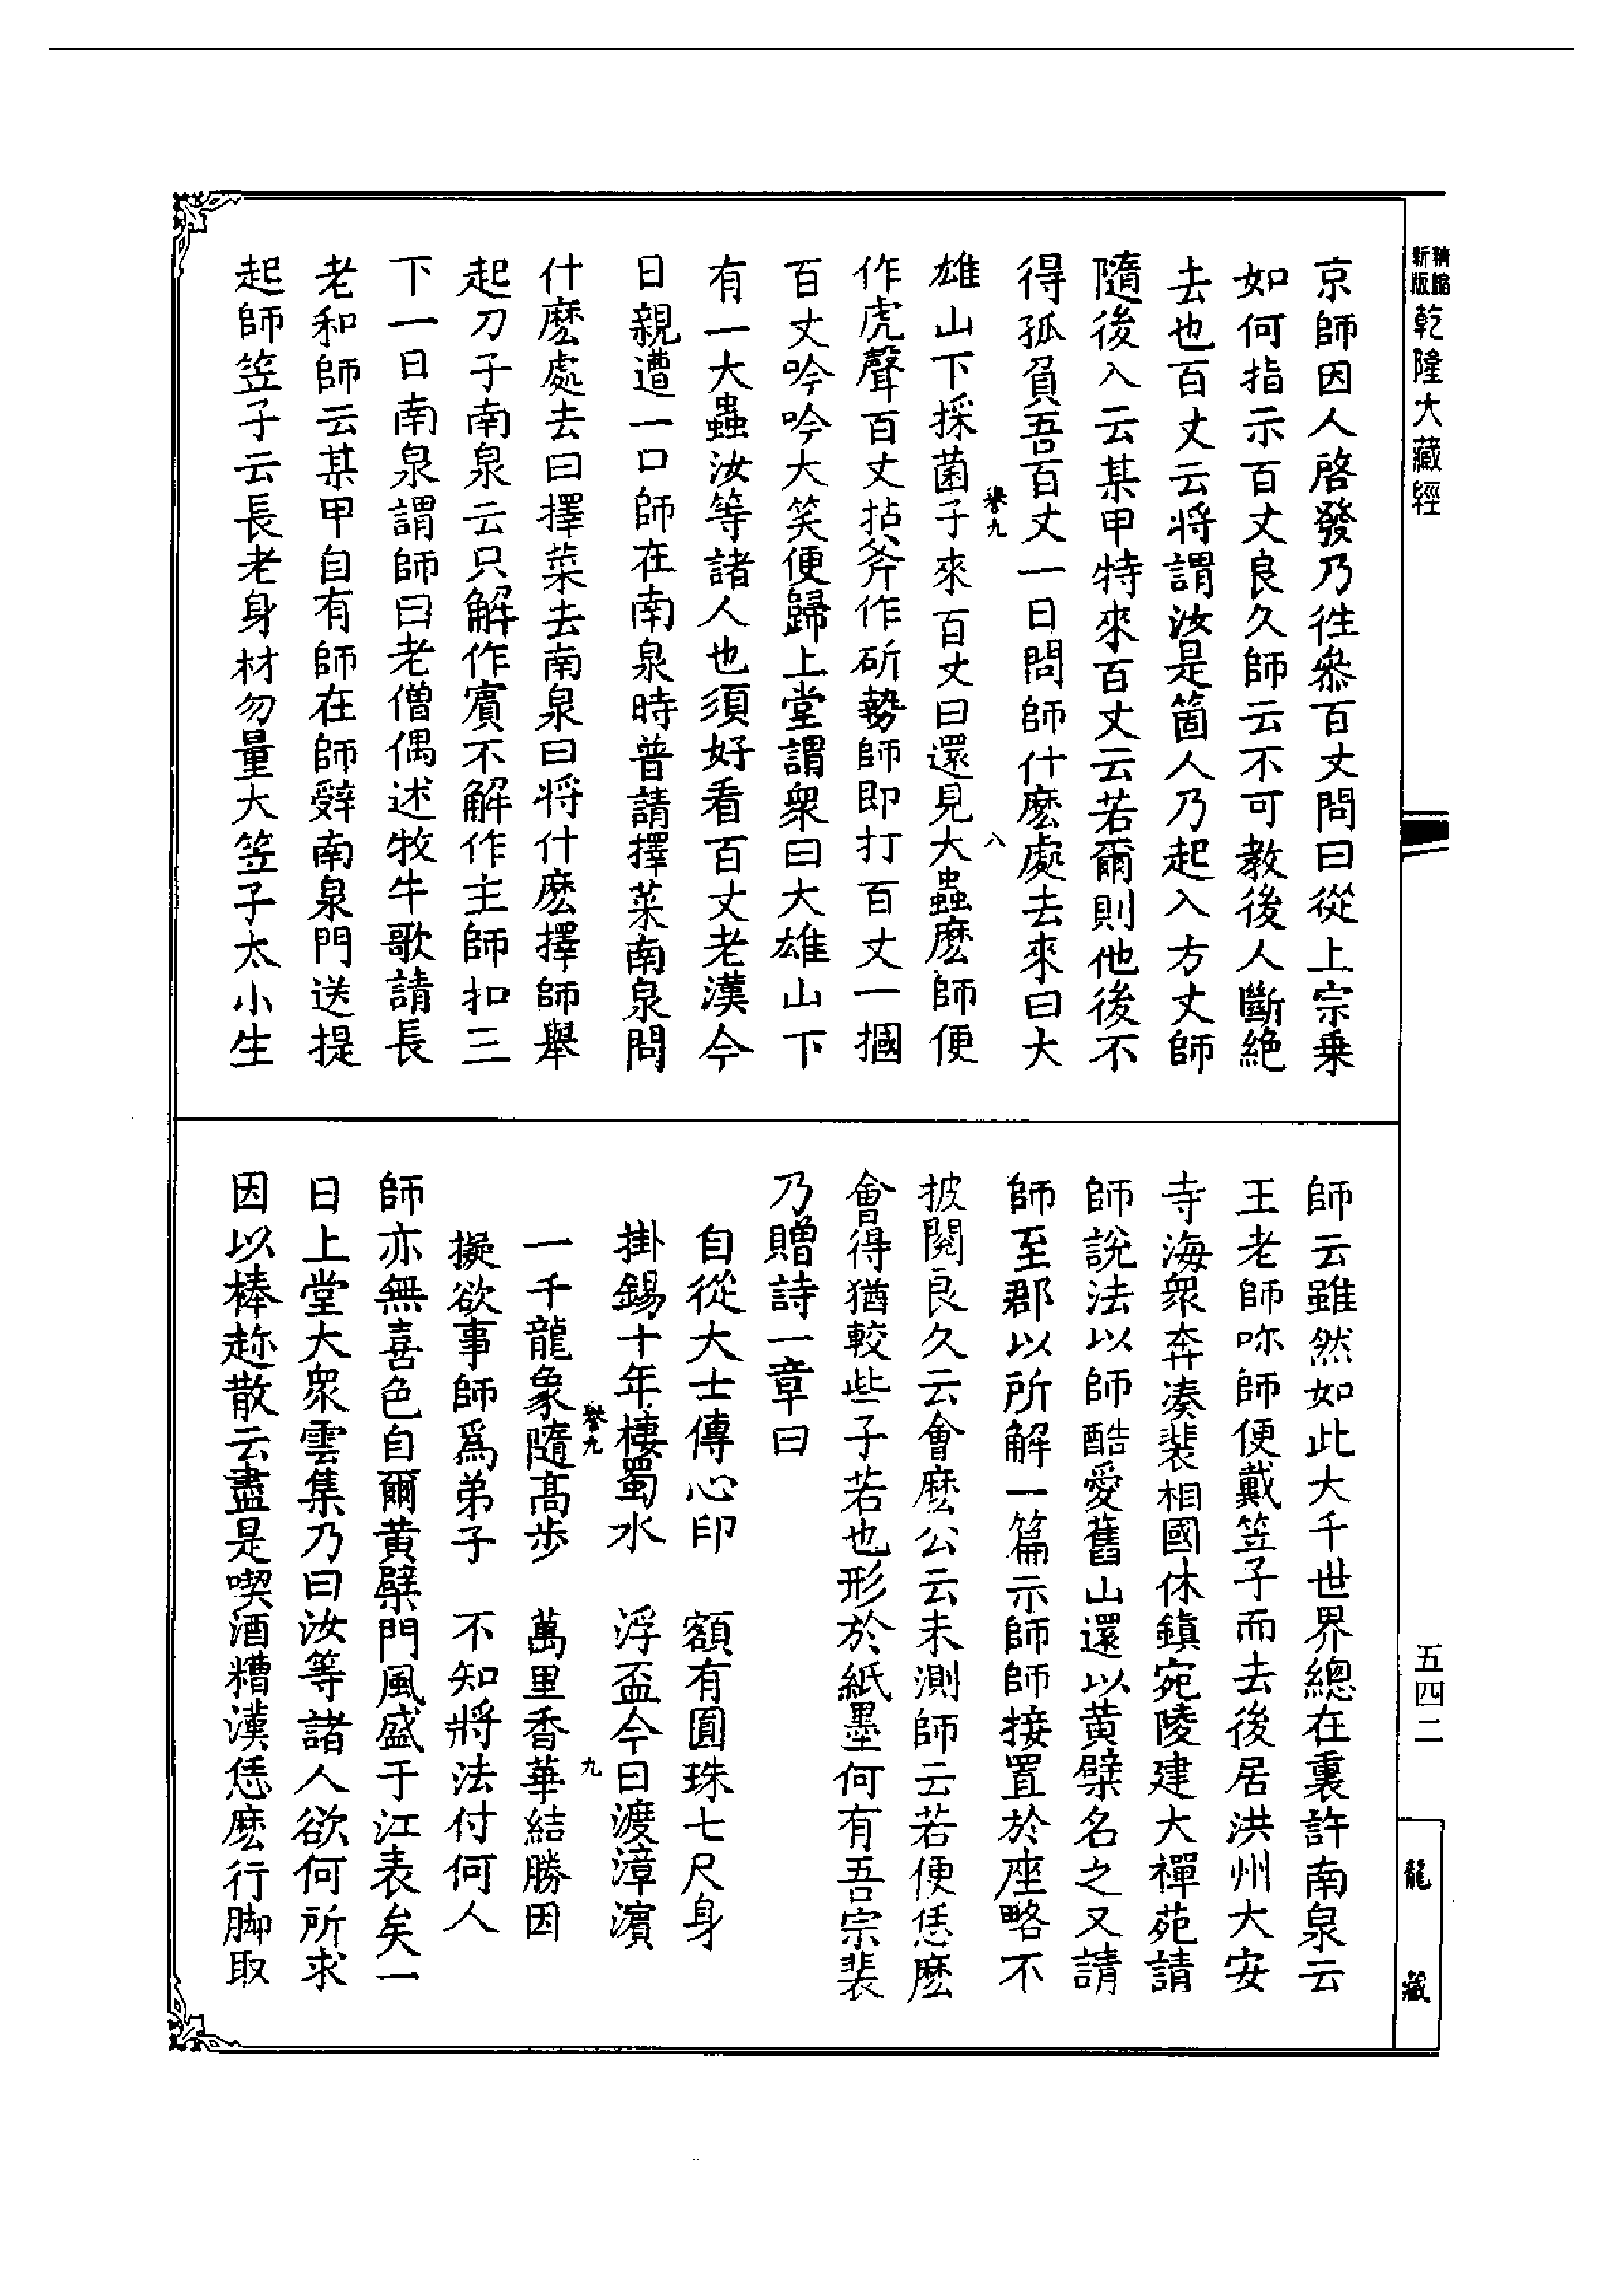 精縮新版乾隆大藏經
京師因人啓發乃徃叅百丈問曰從上宗乗
如何指示百丈良久師云不可教後人斷絶
去也百丈云将謂汝是箇人乃起入方丈師
隨後入云某甲特來百丈云若爾則他後不
得孤負吾百丈一日問師什麽處去來曰大
譽九 八
雄山下採菌子來百丈曰還見大蟲麽師便
作虎聲百丈拈斧作斫勢師即打百丈一摑
百丈吟吟大笑便歸上堂謂衆曰大雄山下
有一大蟲汝等諸人也須好看百丈老漢今
日親遭一口師在南泉時普請擇菜南泉問
什麽處去曰擇菜去南泉曰将什麽擇師舉
起刀子南泉云只解作賓不解作主師扣三
下一日南泉謂師曰老僧偶述牧牛歌請長
老和師云某甲自有師在師辭南泉門送提
起師笠子云長老身材勿量大笠子太小生
師云雖然如此大千世界總在裏許南泉云
王老師吥師便戴笠子而去後居洪州大安
寺海衆奔湊裴相國休鎮宛陵建大禪苑請
師說法以師酷愛舊山還以黄檗名之又請
師至郡以所解一篇示師師接置於座略不
披閱良久云會麽公云未測師云若便恁麽
會得猶較些子若也形於紙墨何有吾宗裴
乃贈詩一章曰
自從大士傳心印 額有圓珠七尺身
掛錫十年棲蜀水 浮盃今日渡漳濵
譽九 九
一千龍象隨髙步 萬里香華結勝因
擬欲事師爲弟子 不知將法付何人
師亦無喜色自爾黄檗門風盛于江表矣一
日上堂大衆雲集乃曰汝等諸人欲何所求
因以棒趂散云盡是喫酒糟漢恁麽行脚取
五四二
龍藏